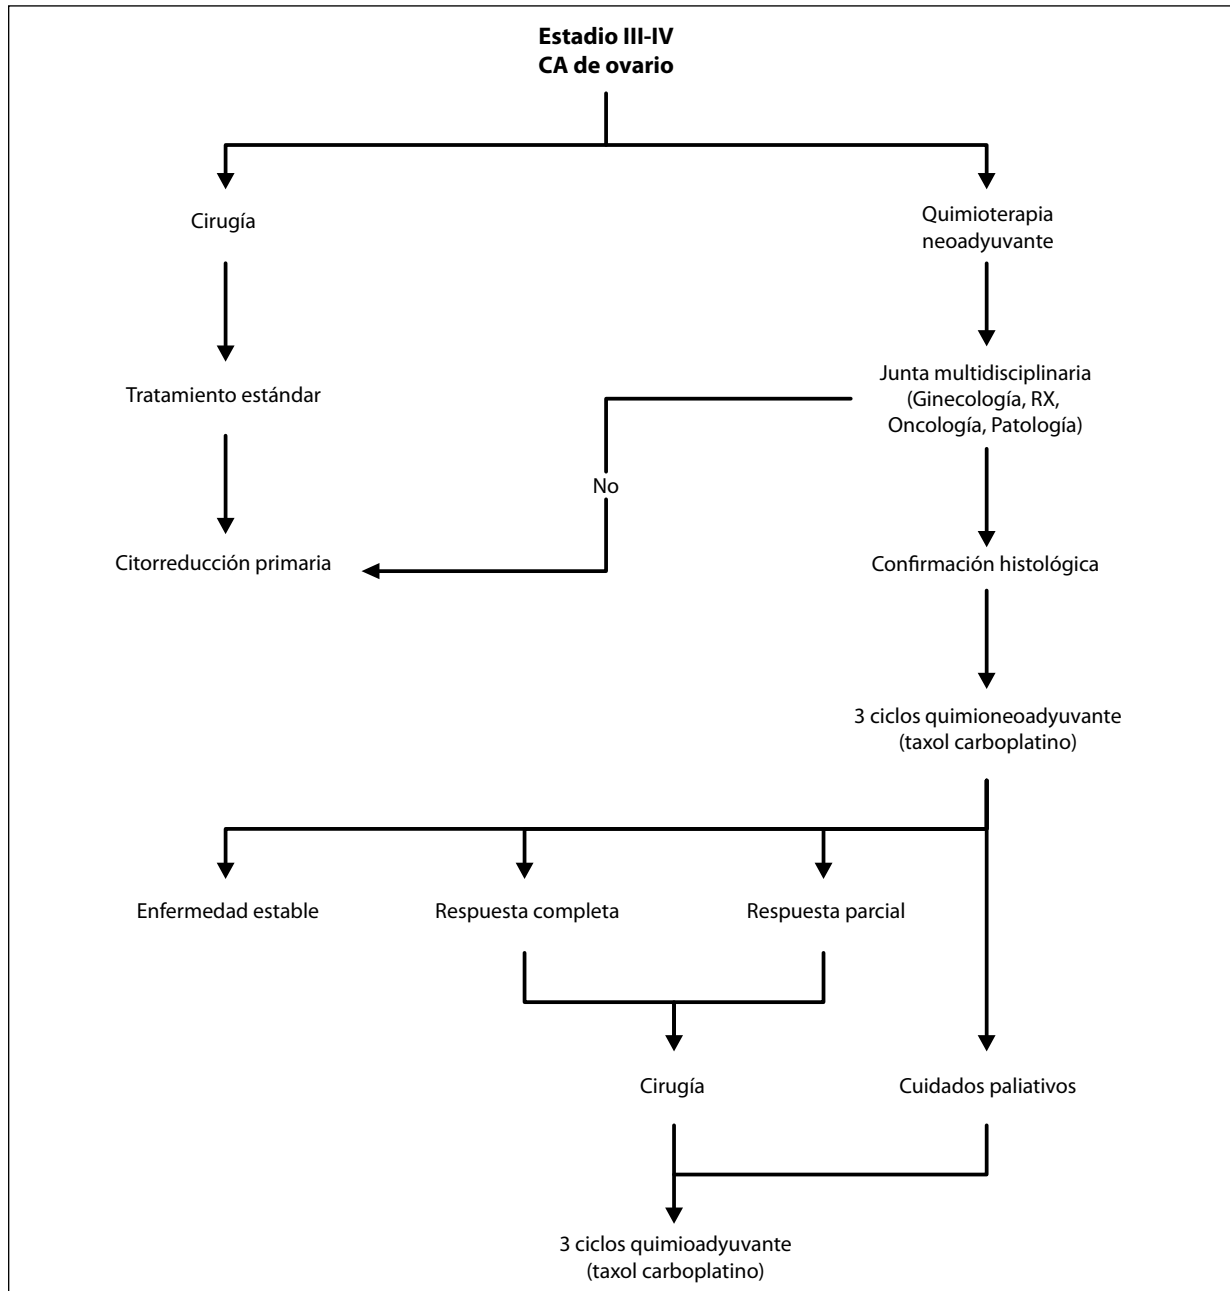 Estadio III-IV
CA de ovario
Cirugía
Quimioterapia
neoadyuvante
Tratamiento estándar
Junta multidisciplinaria
(Ginecología, RX,
Oncología, Patología)
No
Citorreducción primaria
Confirmación histológica
3 ciclos quimioneoadyuvante
(taxol carboplatino)
Enfermedad estable
Respuesta completa
Respuesta parcial
Cirugía
Cuidados paliativos
3 ciclos quimioadyuvante
(taxol carboplatino)